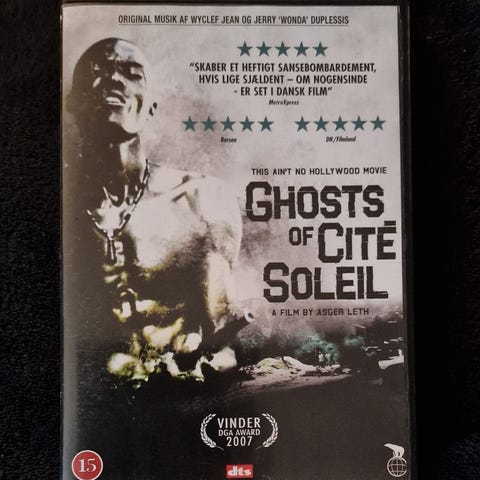 ORIGINAL MUSIK AF WYCLEF JEAN OG JERRY 'WONDA' DUPLESSIS
"SKABER ET HEFTIGT SANSEBOMBARDEMENT,
HVIS LIGE SJÆLDENT – OM NOGENSINDE
- ER SET I DANSK FILM"
MetroXpress
Børsen
DR/Filmland
THIS AIN'T NO HOLLYWOOD MOVIE
GHOSTS
OF CITÉ
SOLEIL
A FILM BY ASGER LETH
VINDER
DGA AWARD
2007
15
dts